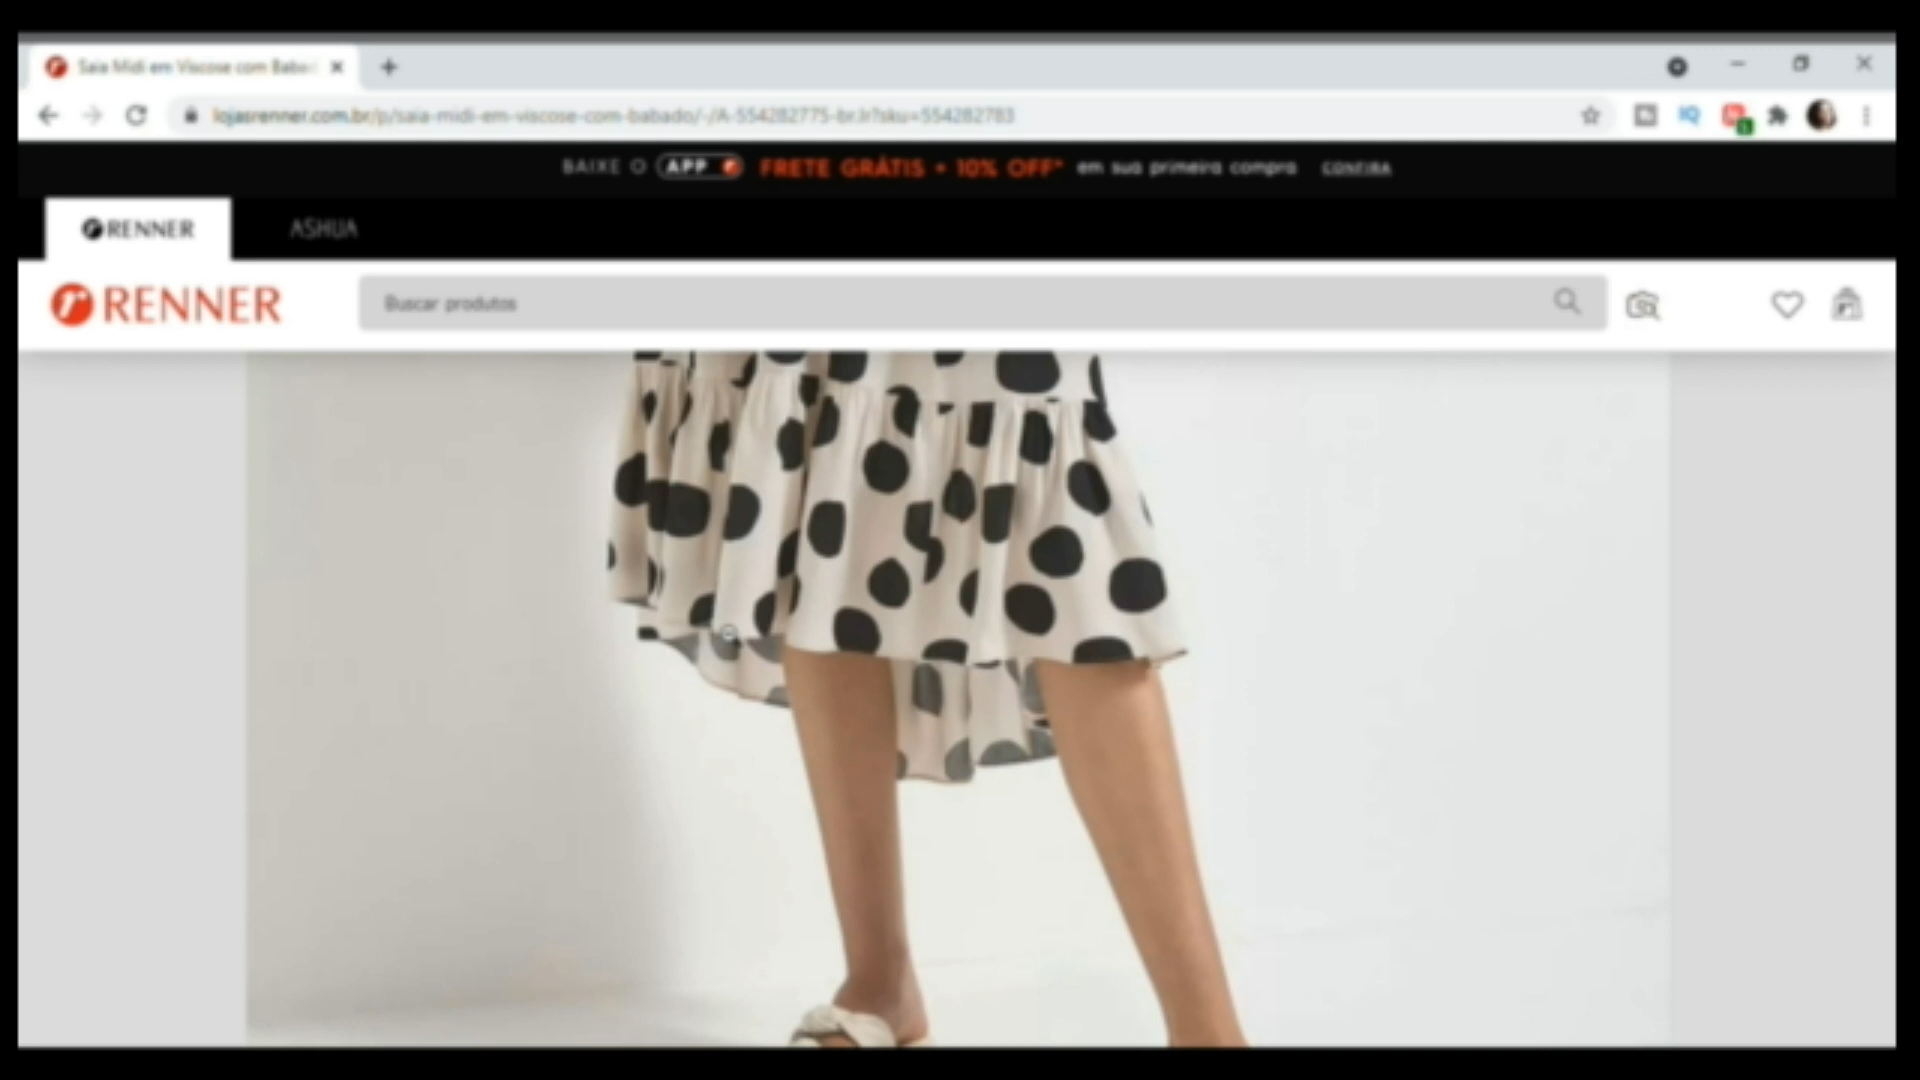 Saia Midi em Viscose com Baba
lojasrenner.com.br/p/saia-midi-em-viscose-com-babado/-/A-554282775-br.lr?sku=554282783
BAIXE O APP FRETE GRÁTIS + 10% OFF* em sua primeira compra CONFIRA
RENNER ASHUA
RENNER Buscar produtos